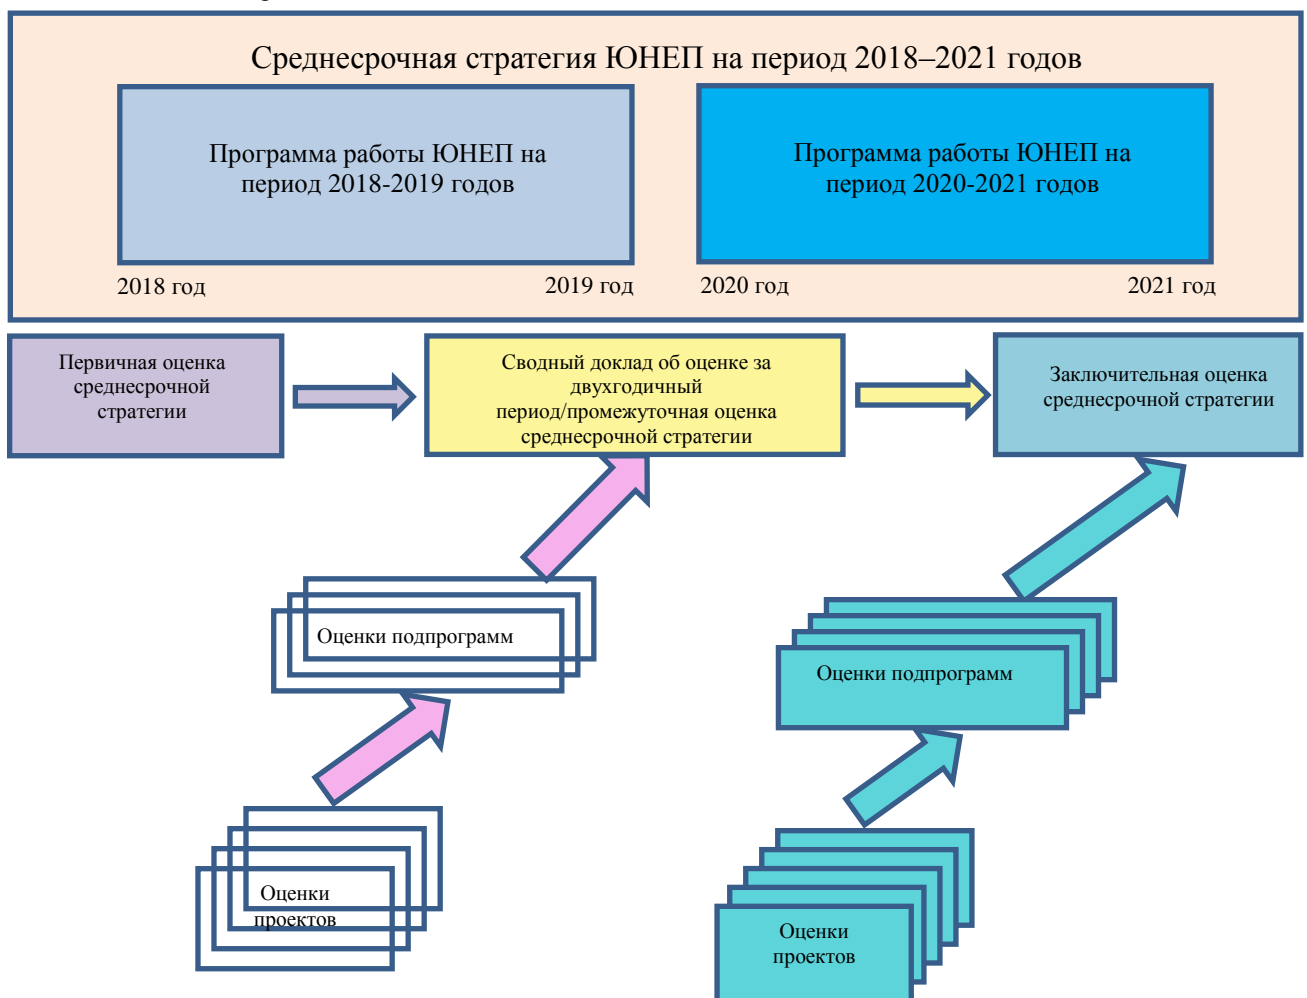 Среднесрочная стратегия ЮНЕП на период 2018–2021 годов
Программа работы ЮНЕП на
период 2018-2019 годов
Программа работы ЮНЕП на
период 2020-2021 годов
2018 год
2019 год
2020 год
2021 год
Первичная оценка
среднесрочной
стратегии
Сводный доклад об оценке за
двухгодичный
период/промежуточная оценка
среднесрочной стратегии
Заключительная оценка
среднесрочной стратегии
Оценки подпрограмм
Оценки подпрограмм
Оценки
проектов
Оценки
проектов